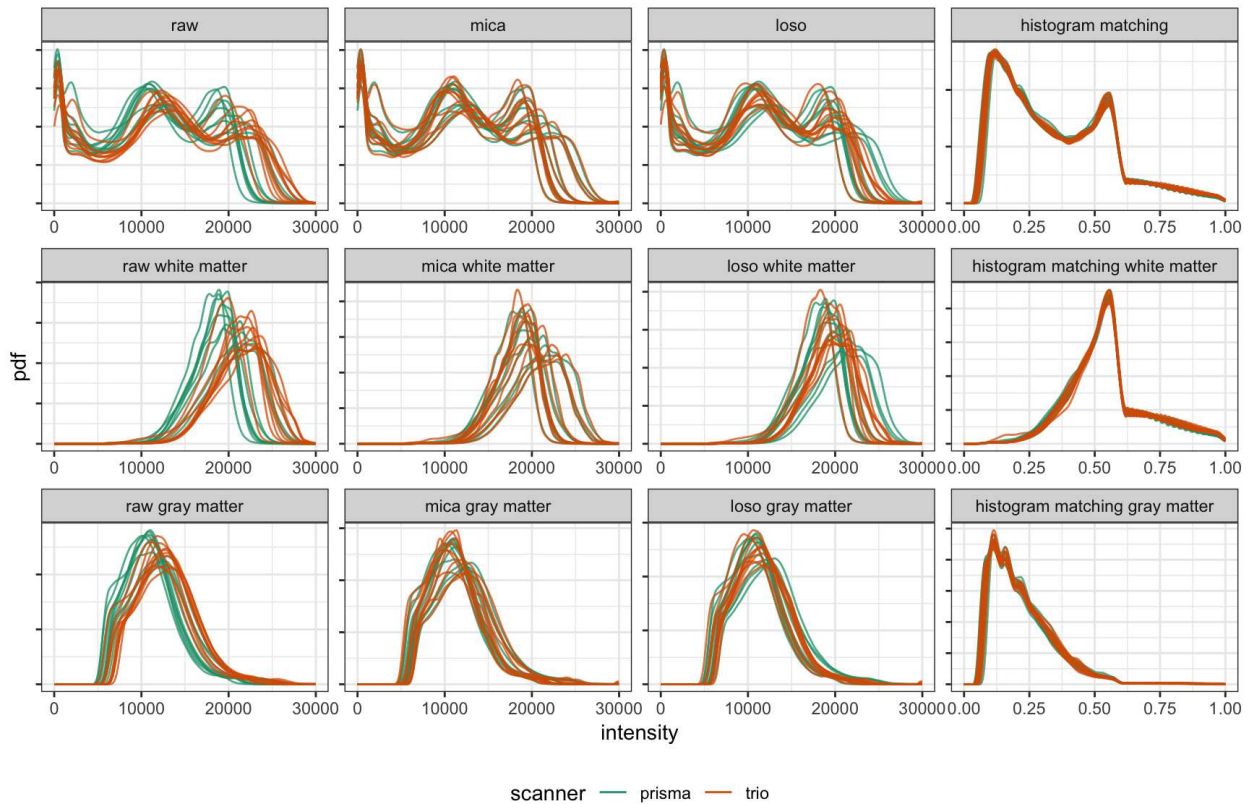 raw mica loso histogram matching
0 10000 20000 30000 0 10000 20000 30000 0 10000 20000 30000 0.00 0.25 0.50 0.75 1.00
raw white matter mica white matter loso white matter histogram matching white matter
pdf
0 10000 20000 30000 0 10000 20000 30000 0 10000 20000 30000 0.00 0.25 0.50 0.75 1.00
raw gray matter mica gray matter loso gray matter histogram matching gray matter
0 10000 20000 30000 0 10000 20000 30000 0 10000 20000 30000 0.00 0.25 0.50 0.75 1.00
intensity
scanner prisma trio